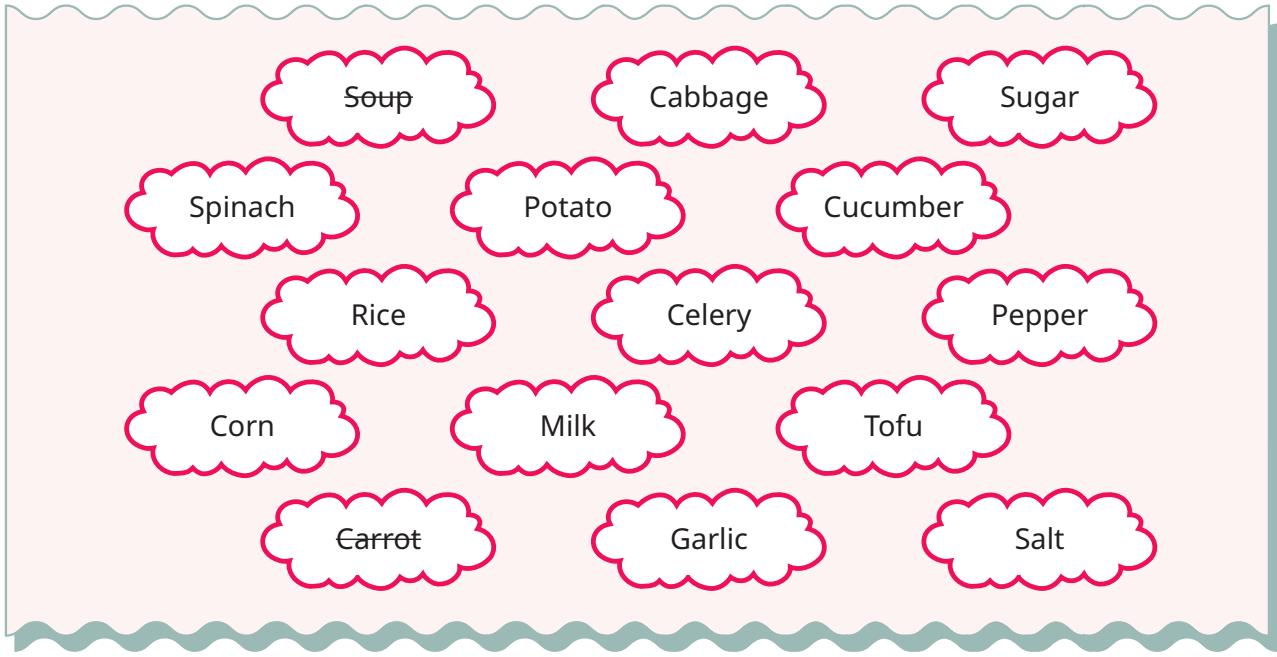 Soup Cabbage Sugar
Spinach Potato Cucumber
Rice Celery Pepper
Corn Milk Tofu
Carrot Garlic Salt